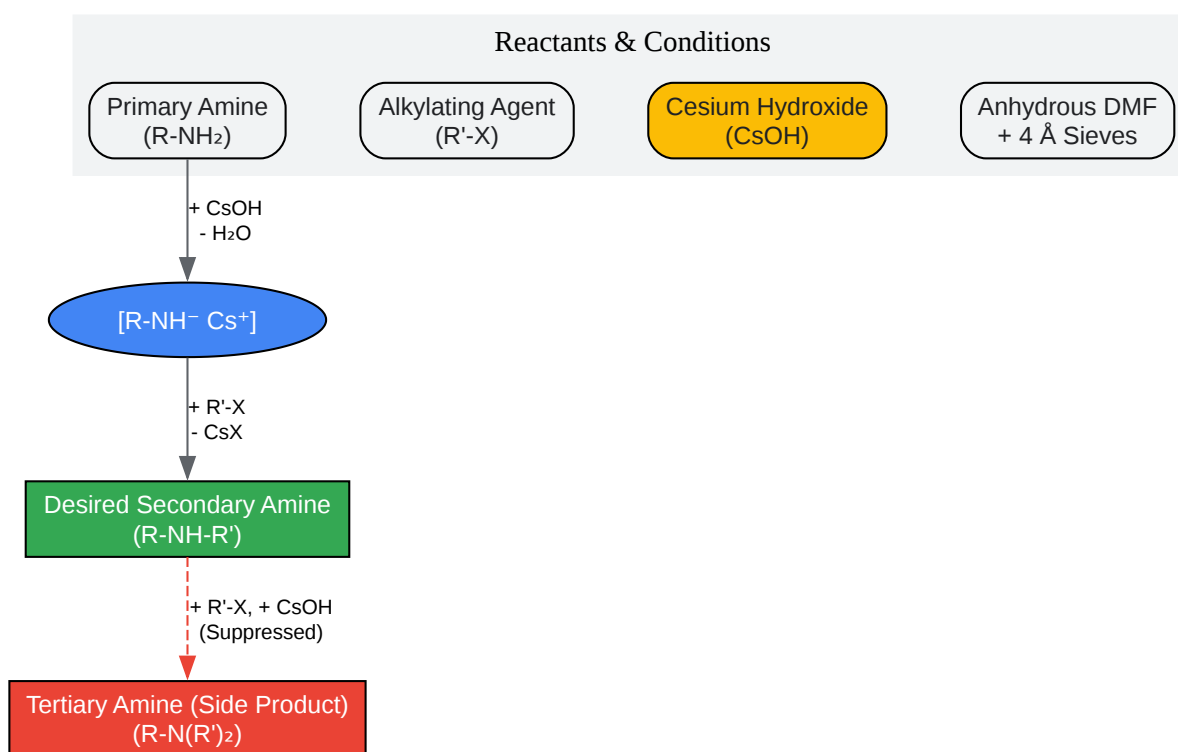 Reactants & Conditions
Primary Amine
(R-NH₂)
Alkylating Agent
(R'-X)
Cesium Hydroxide
(CsOH)
Anhydrous DMF
+ 4 Å Sieves
+ CsOH
- H₂O
[R-NH⁻ Cs⁺]
+ R'-X
- CsX
Desired Secondary Amine
(R-NH-R')
+ R'-X, + CsOH
(Suppressed)
Tertiary Amine (Side Product)
(R-N(R')₂)